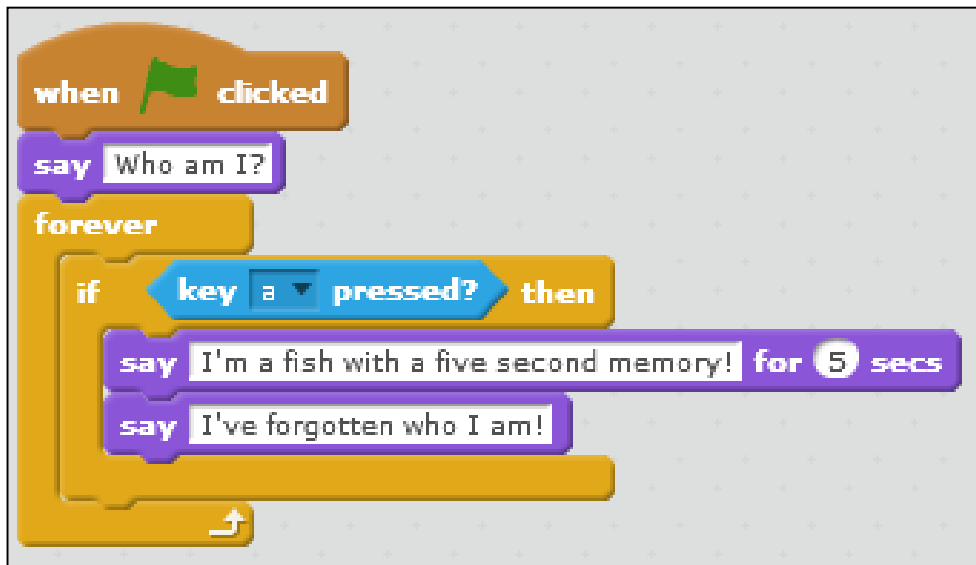 when clicked
say Who am I?
forever
if key a pressed? then
say I'm a fish with a five second memory! for 5 secs
say I've forgotten who I am!